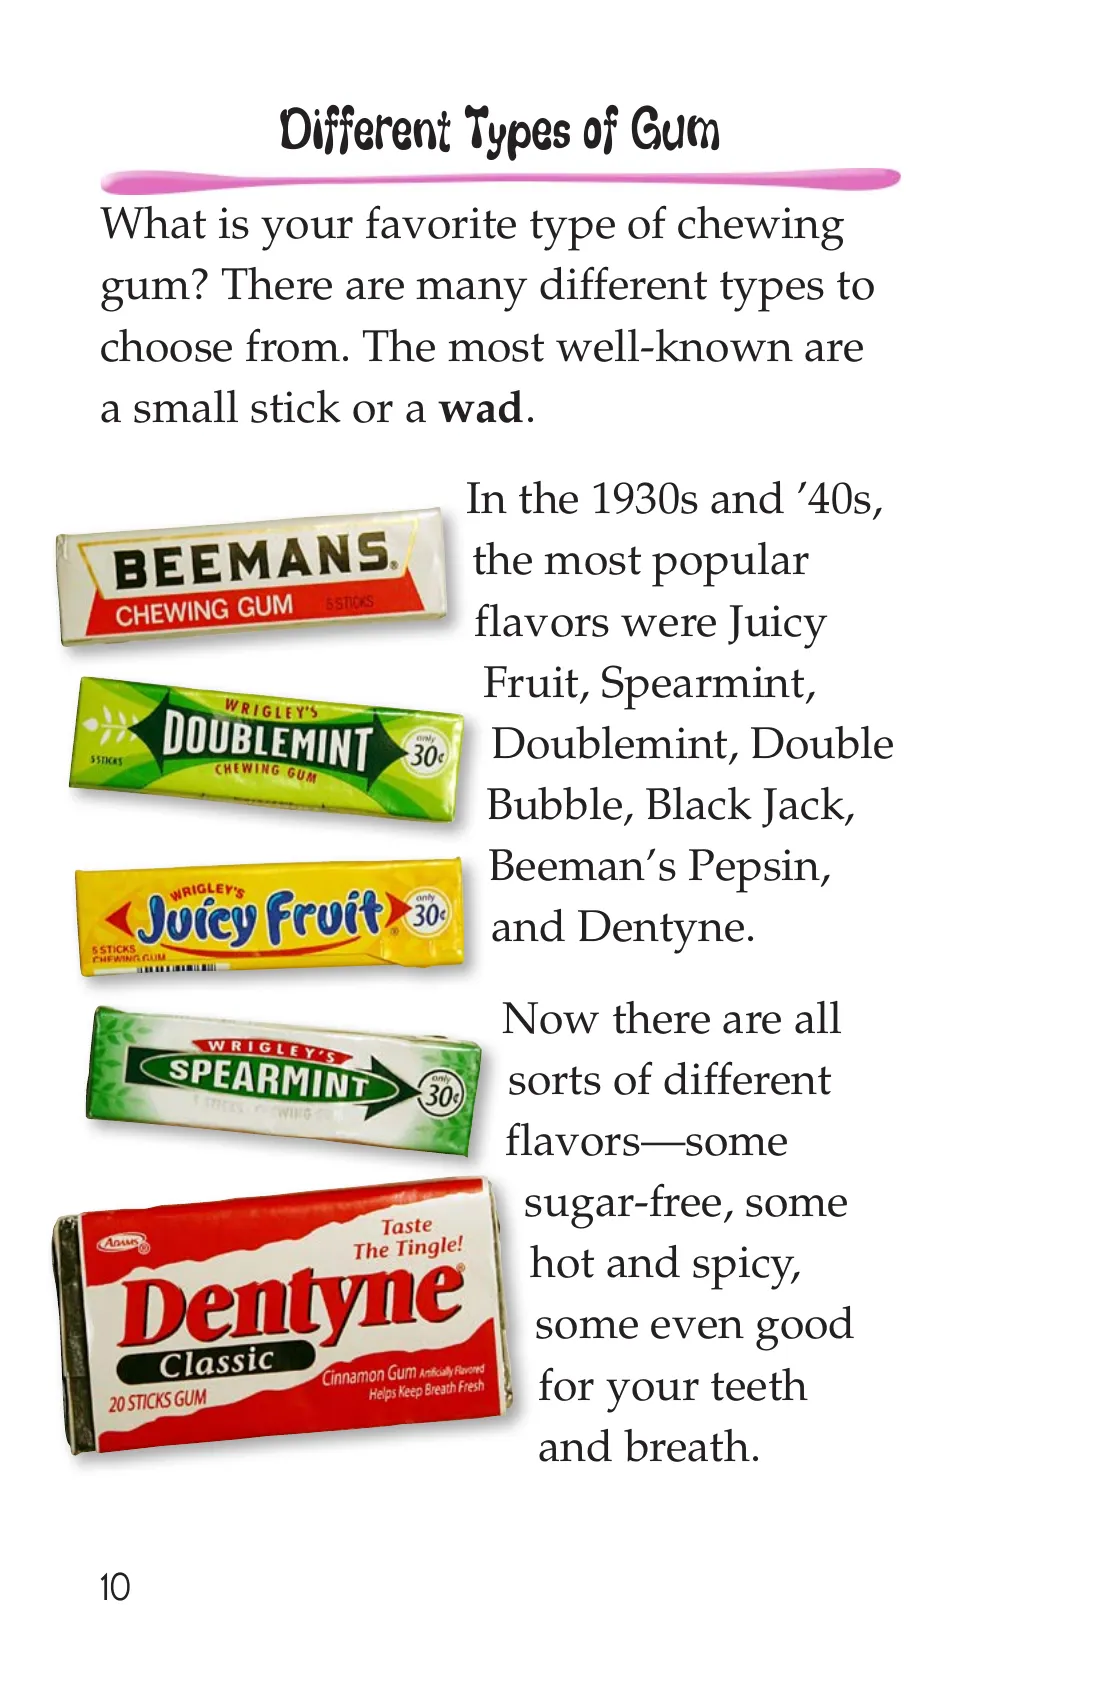 Different Types of Gum
What is your favorite type of chewing
gum? There are many different types to
choose from. The most well-known are
a small stick or a wad.
In the 1930s and ’40s,
the most popular
flavors were Juicy
Fruit, Spearmint,
Doublemint, Double
Bubble, Black Jack,
Beeman’s Pepsin,
and Dentyne.
Now there are all
sorts of different
flavors—some
sugar-free, some
hot and spicy,
some even good
for your teeth
and breath.
BEEMANS®
CHEWING GUM 5 STICKS
WRIGLEY'S
DOUBLEMINT
CHEWING GUM
5 STICKS
only
30¢
WRIGLEY'S
Juicy Fruit®
only
30¢
5 STICKS
CHEWING GUM
WRIGLEY'S
SPEARMINT
only
30¢
ADAMS®
Taste
The Tingle!
Dentyne®
Classic
20 STICKS GUM
Cinnamon Gum Artificially Flavored
Helps Keep Breath Fresh
10